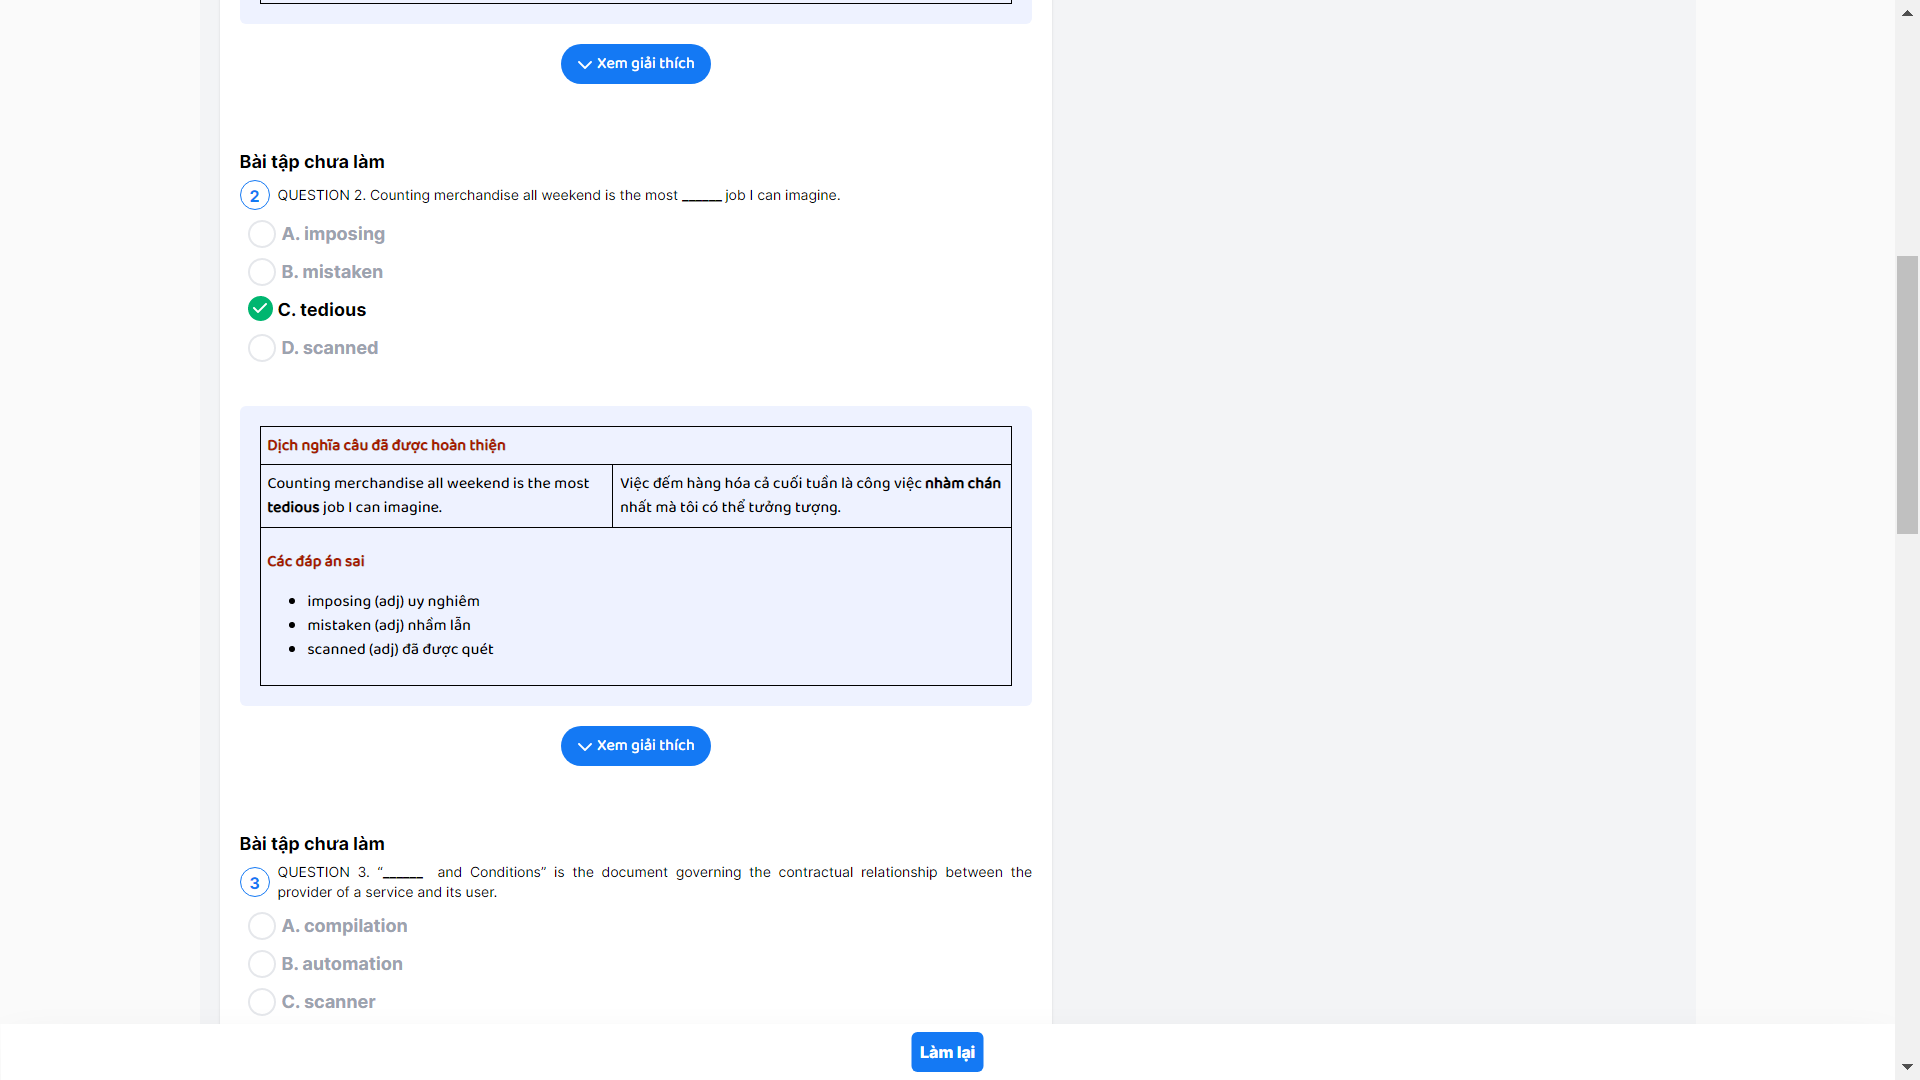 Xem giải thích
Bài tập chưa làm
2 QUESTION 2. Counting merchandise all weekend is the most ______ job I can imagine.
A. imposing
B. mistaken
C. tedious
D. scanned
Dịch nghĩa câu đã được hoàn thiện
Counting merchandise all weekend is the most
tedious job I can imagine.
Việc đếm hàng hóa cả cuối tuần là công việc nhàm chán
nhất mà tôi có thể tưởng tượng.
Các đáp án sai
• imposing (adj) uy nghiêm
• mistaken (adj) nhầm lẫn
• scanned (adj) đã được quét
Xem giải thích
Bài tập chưa làm
3 QUESTION 3. “______ and Conditions” is the document governing the contractual relationship between the
provider of a service and its user.
A. compilation
B. automation
C. scanner
Làm lại